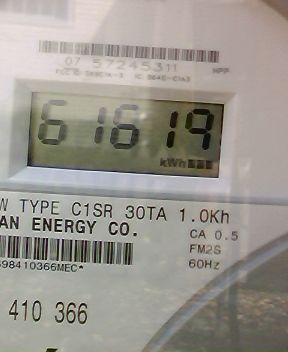 07 57245311
HPP
61619
kWh
W TYPE C1SR 30TA 1.0Kh
AN ENERGY CO.
CA 0.5
FM2S
98410366MEC*
60Hz
410 366